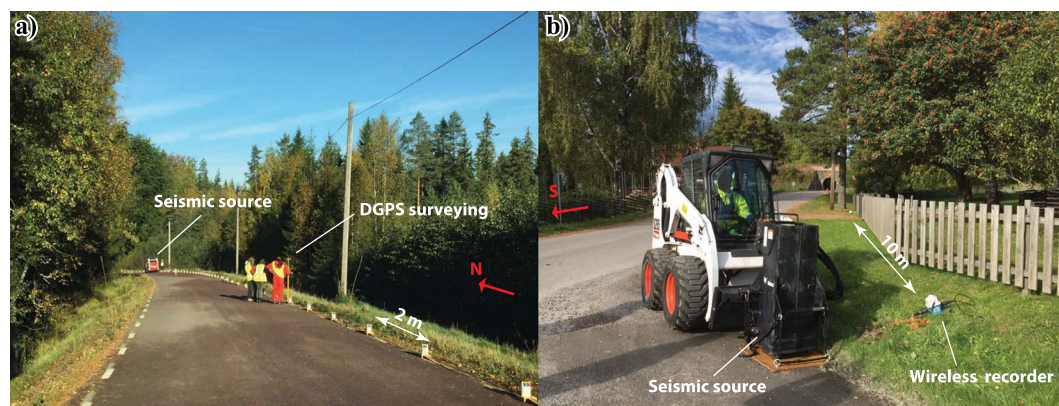 a)
Seismic source
DGPS surveying
N
2 m
b)
S
10 m
Seismic source
Wireless recorder